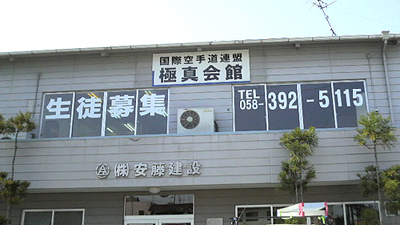 国際空手道連盟
極真会館
生徒募集
TEL
058-392-5115
Ⓐ㈱安藤建設